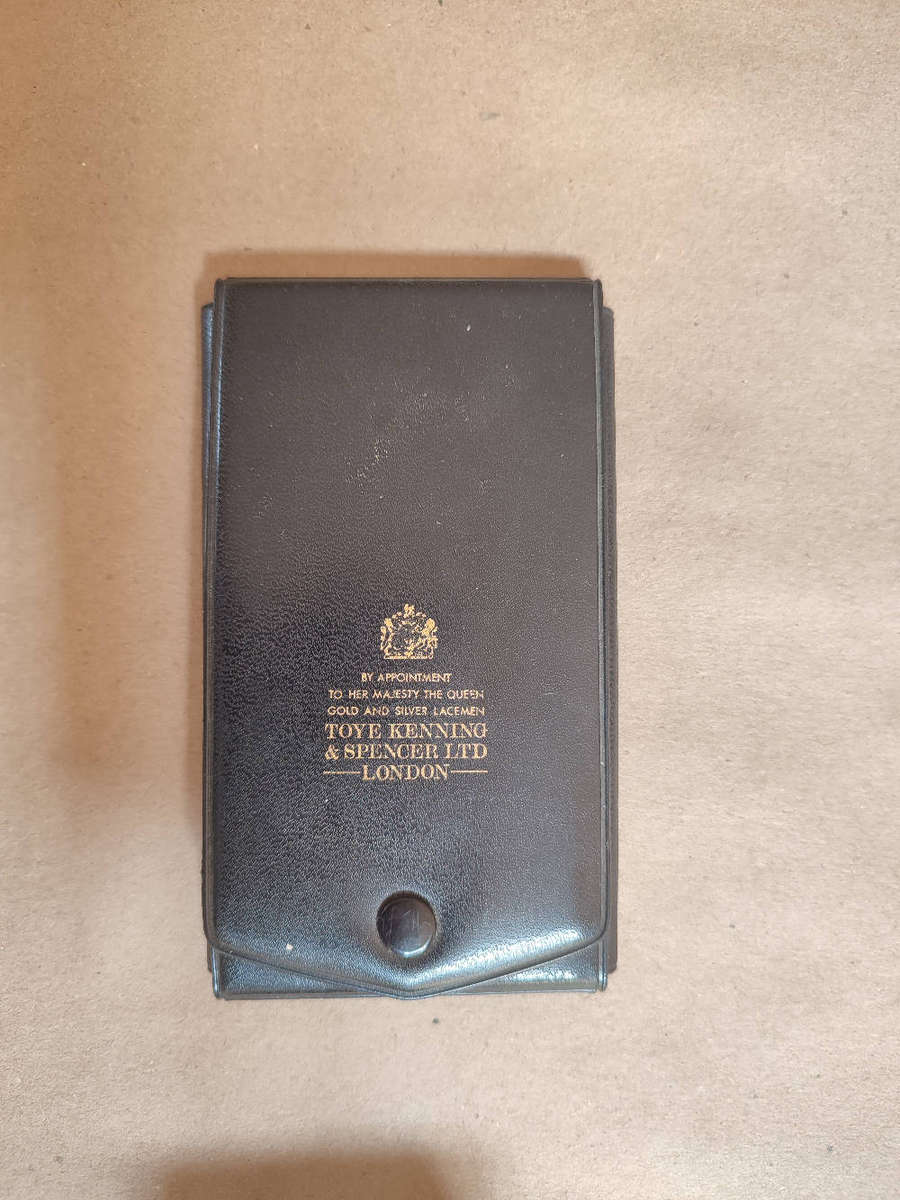 BY APPOINTMENT
TO HER MAJESTY THE QUEEN
GOLD AND SILVER LACEMEN
TOYE KENNING
& SPENCER LTD
LONDON